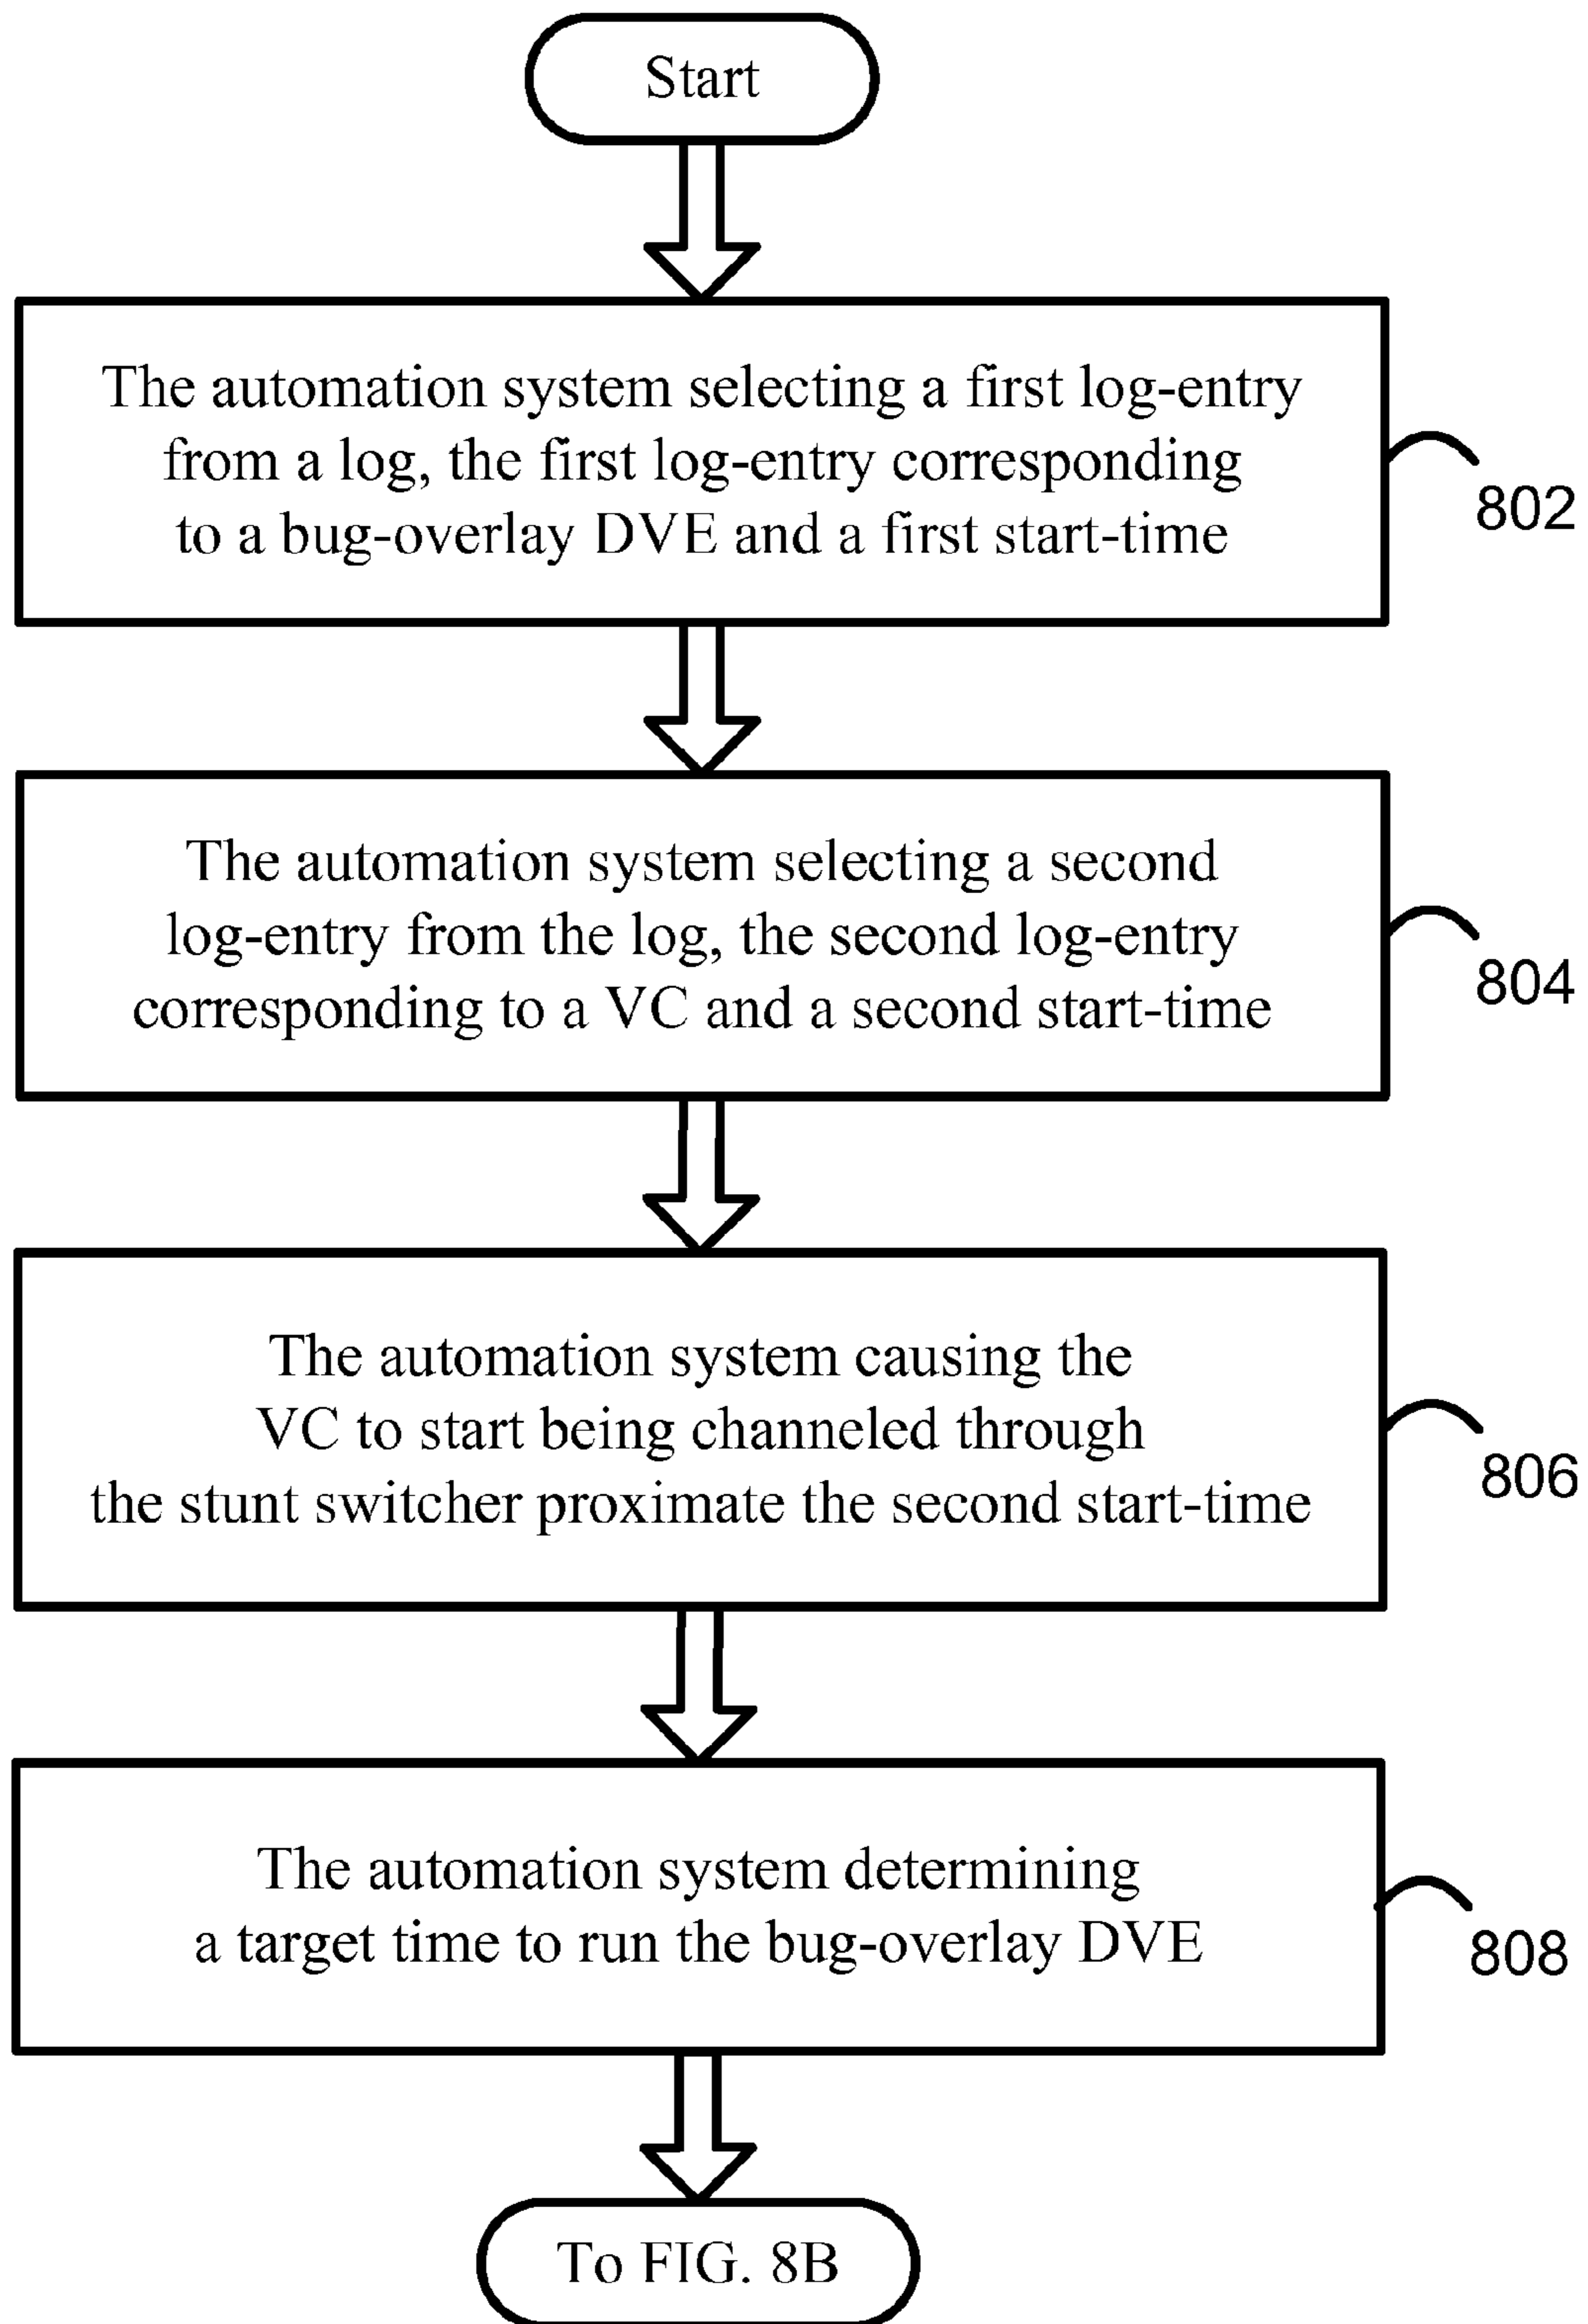 Start
The automation system selecting a first log-entry
from a log, the first log-entry corresponding
to a bug-overlay DVE and a first start-time
802
The automation system selecting a second
log-entry from the log, the second log-entry
corresponding to a VC and a second start-time
804
The automation system causing the
VC to start being channeled through
the stunt switcher proximate the second start-time
806
The automation system determining
a target time to run the bug-overlay DVE
808
To FIG. 8B